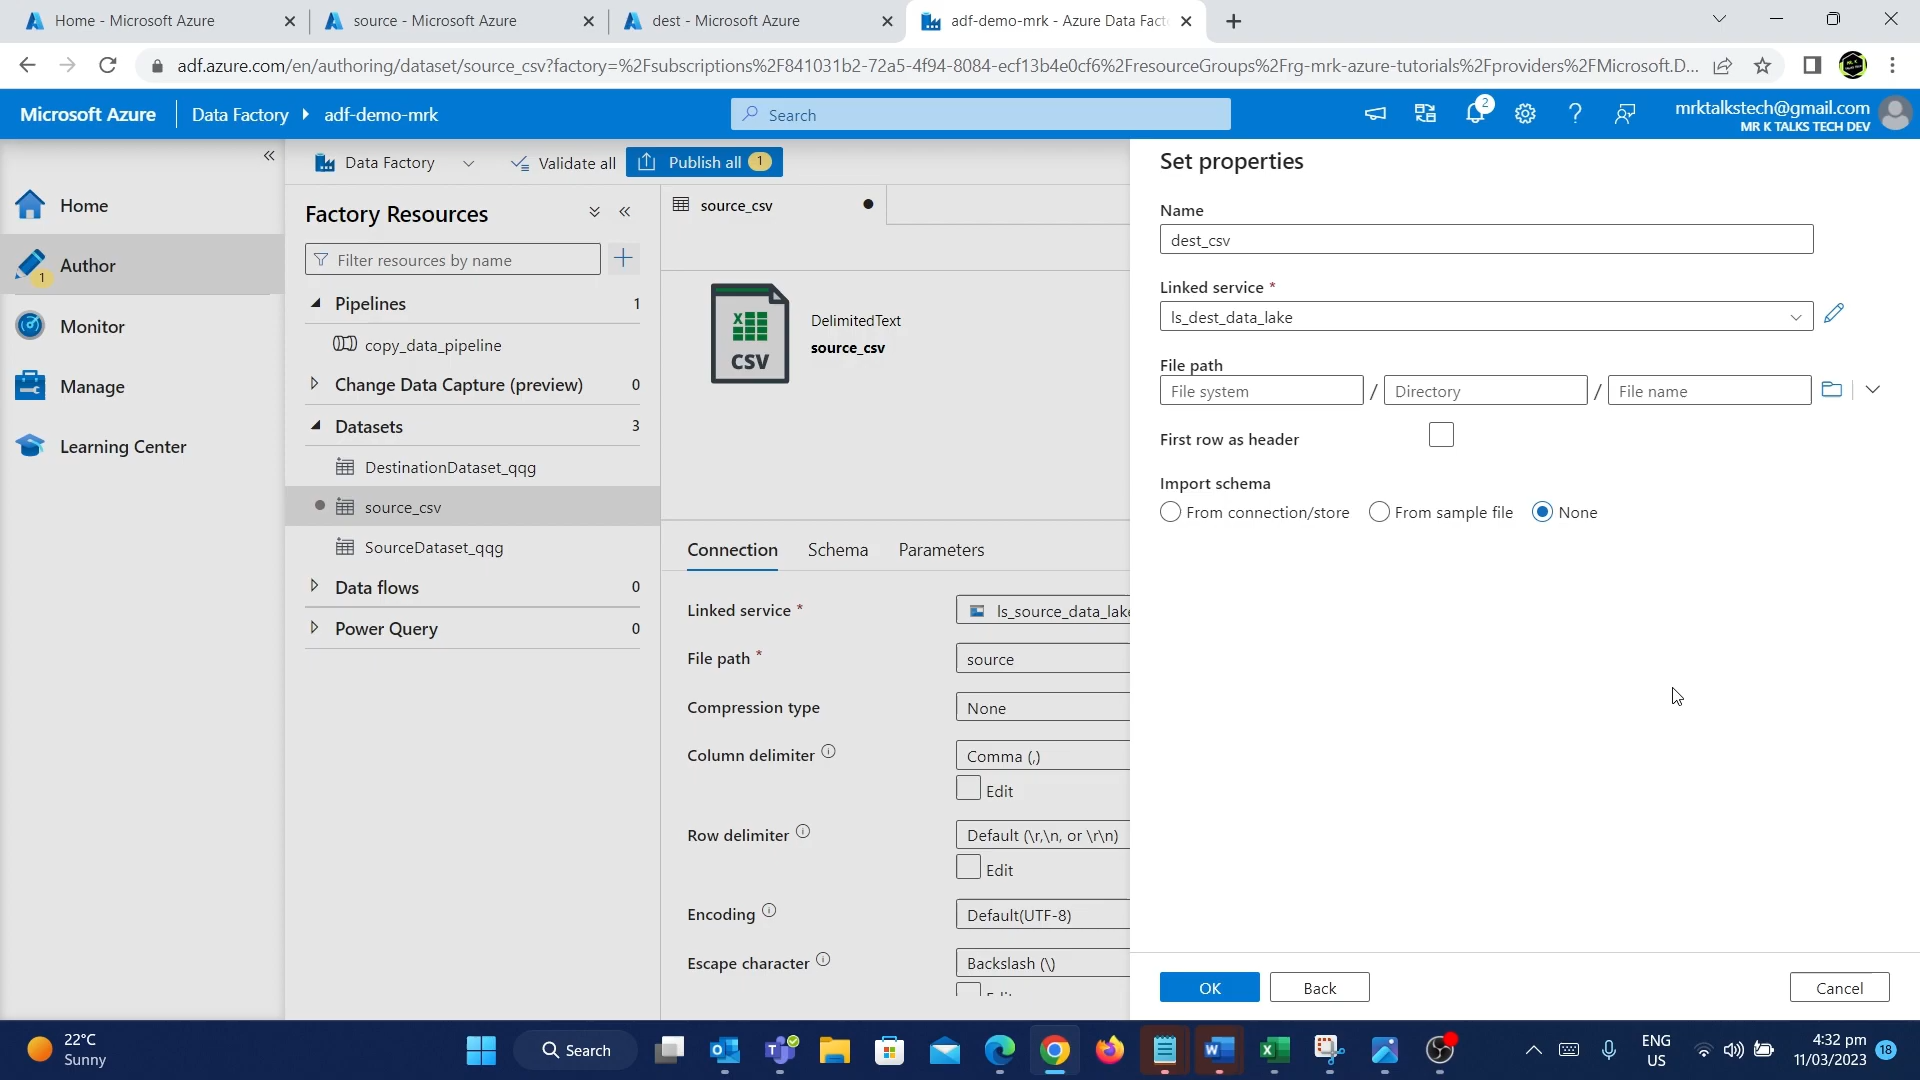 Home - Microsoft Azure
source - Microsoft Azure
dest - Microsoft Azure
adf-demo-mrk - Azure Data Fact
adf.azure.com/en/authoring/dataset/source_csv?factory=%2Fsubscriptions%2F841031b2-72a5-4f94-8084-ecf13b4e0cf6%2FresourceGroups%2Frg-mrk-azure-tutorials%2Fproviders%2FMicrosoft.D...
Microsoft Azure
Data Factory
adf-demo-mrk
Search
2
mrktalkstech@gmail.com
MR K TALKS TECH DEV
Home
Author
1
Monitor
Manage
Learning Center
Data Factory
Validate all
Publish all 1
Factory Resources
Filter resources by name
Pipelines 1
copy_data_pipeline
Change Data Capture (preview) 0
Datasets 3
DestinationDataset_qqg
source_csv
SourceDataset_qqg
Data flows 0
Power Query 0
source_csv
CSV
DelimitedText
source_csv
Connection
Schema
Parameters
Linked service *
ls_source_data_lake
File path *
source
Compression type
None
Column delimiter
Comma (,)
Edit
Row delimiter
Default (\r,\n, or \r\n)
Edit
Encoding
Default(UTF-8)
Escape character
Backslash (\)
Edit
Set properties
Name
dest_csv
Linked service *
ls_dest_data_lake
File path
File system / Directory / File name
First row as header
Import schema
From connection/store
From sample file
None
OK
Back
Cancel
22°C
Sunny
Search
ENG
US
4:32 pm
11/03/2023
18